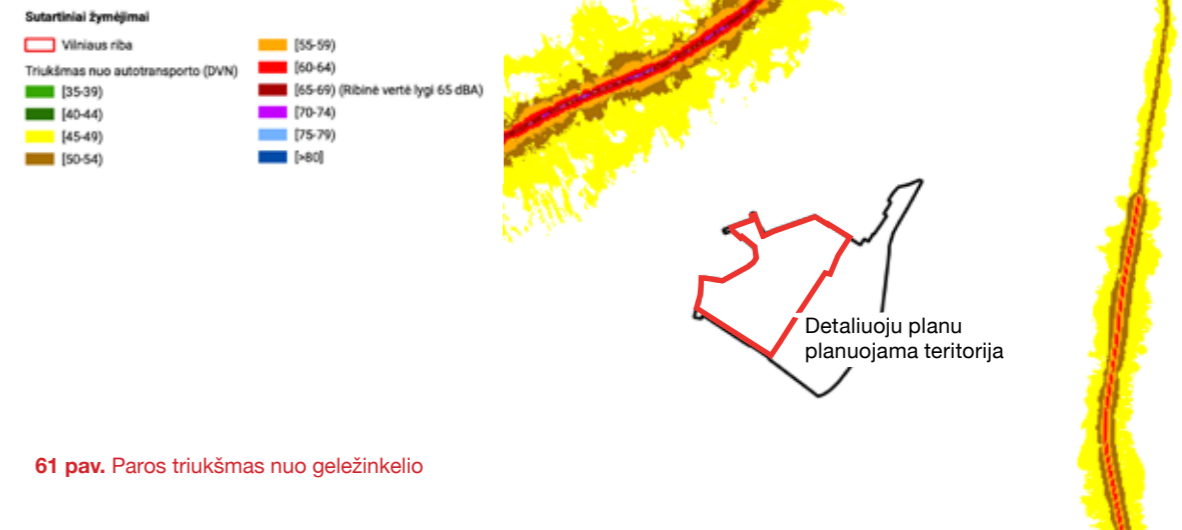 Sutartiniai žymėjimai
Vilniaus riba
Triukšmas nuo autotransporto (DVN)
[35-39)
[40-44)
[45-49)
[50-54)
[55-59)
[60-64)
[65-69) (Ribinė vertė lygi 65 dBA)
[70-74)
[75-79)
[>80]
Detaliuoju planu
planuojama teritorija
61 pav. Paros triukšmas nuo geležinkelio